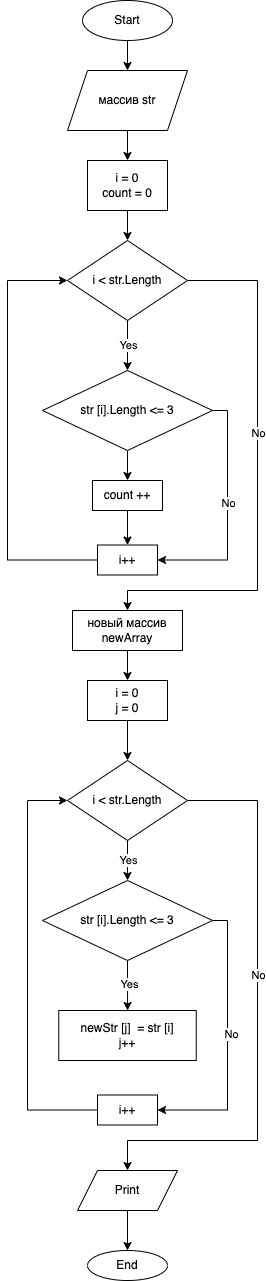 Start
массив str
i = 0
count = 0
i < str.Length
Yes
str [i].Length <= 3
No
count ++
No
i++
новый массив
newArray
i = 0
j = 0
i < str.Length
Yes
str [i].Length <= 3
No
Yes
newStr [j] = str [i]
j++
No
i++
Print
End